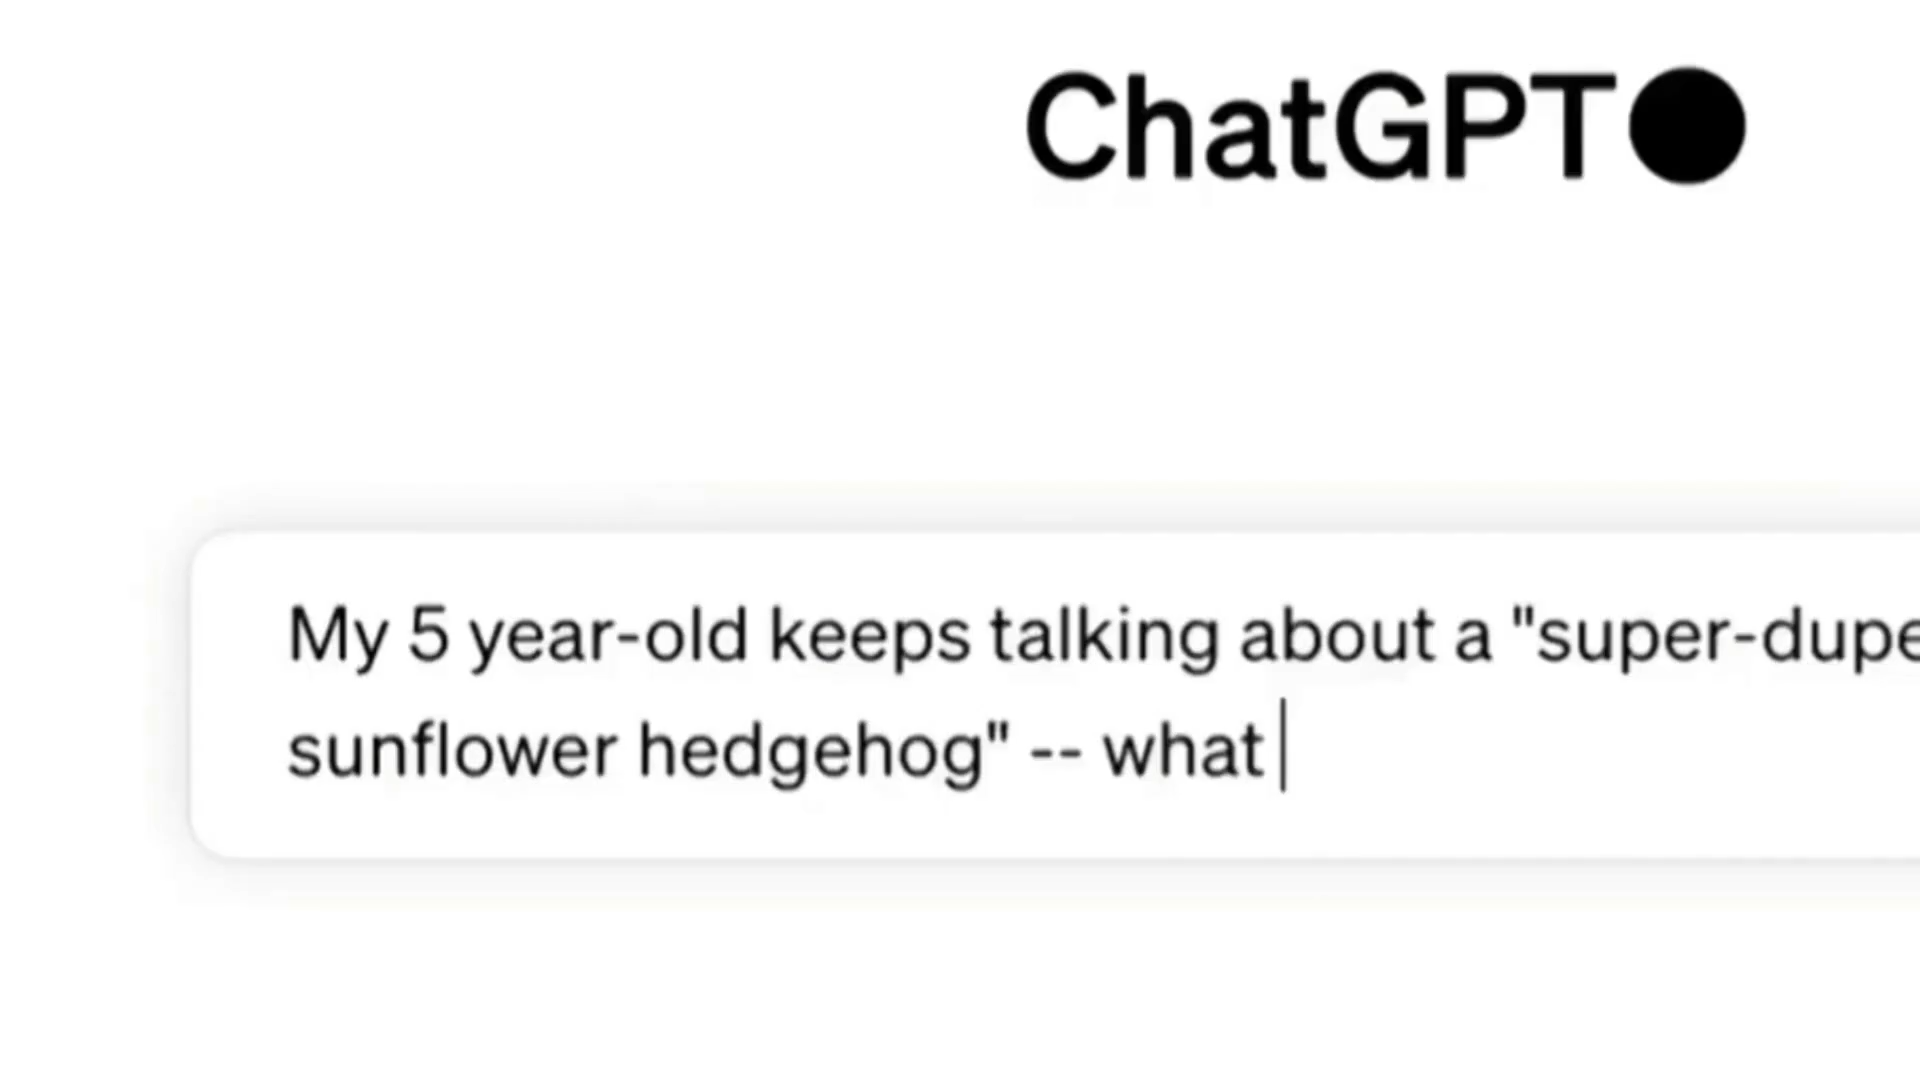 ChatGPT
My 5 year-old keeps talking about a "super-dupe
sunflower hedgehog" -- what